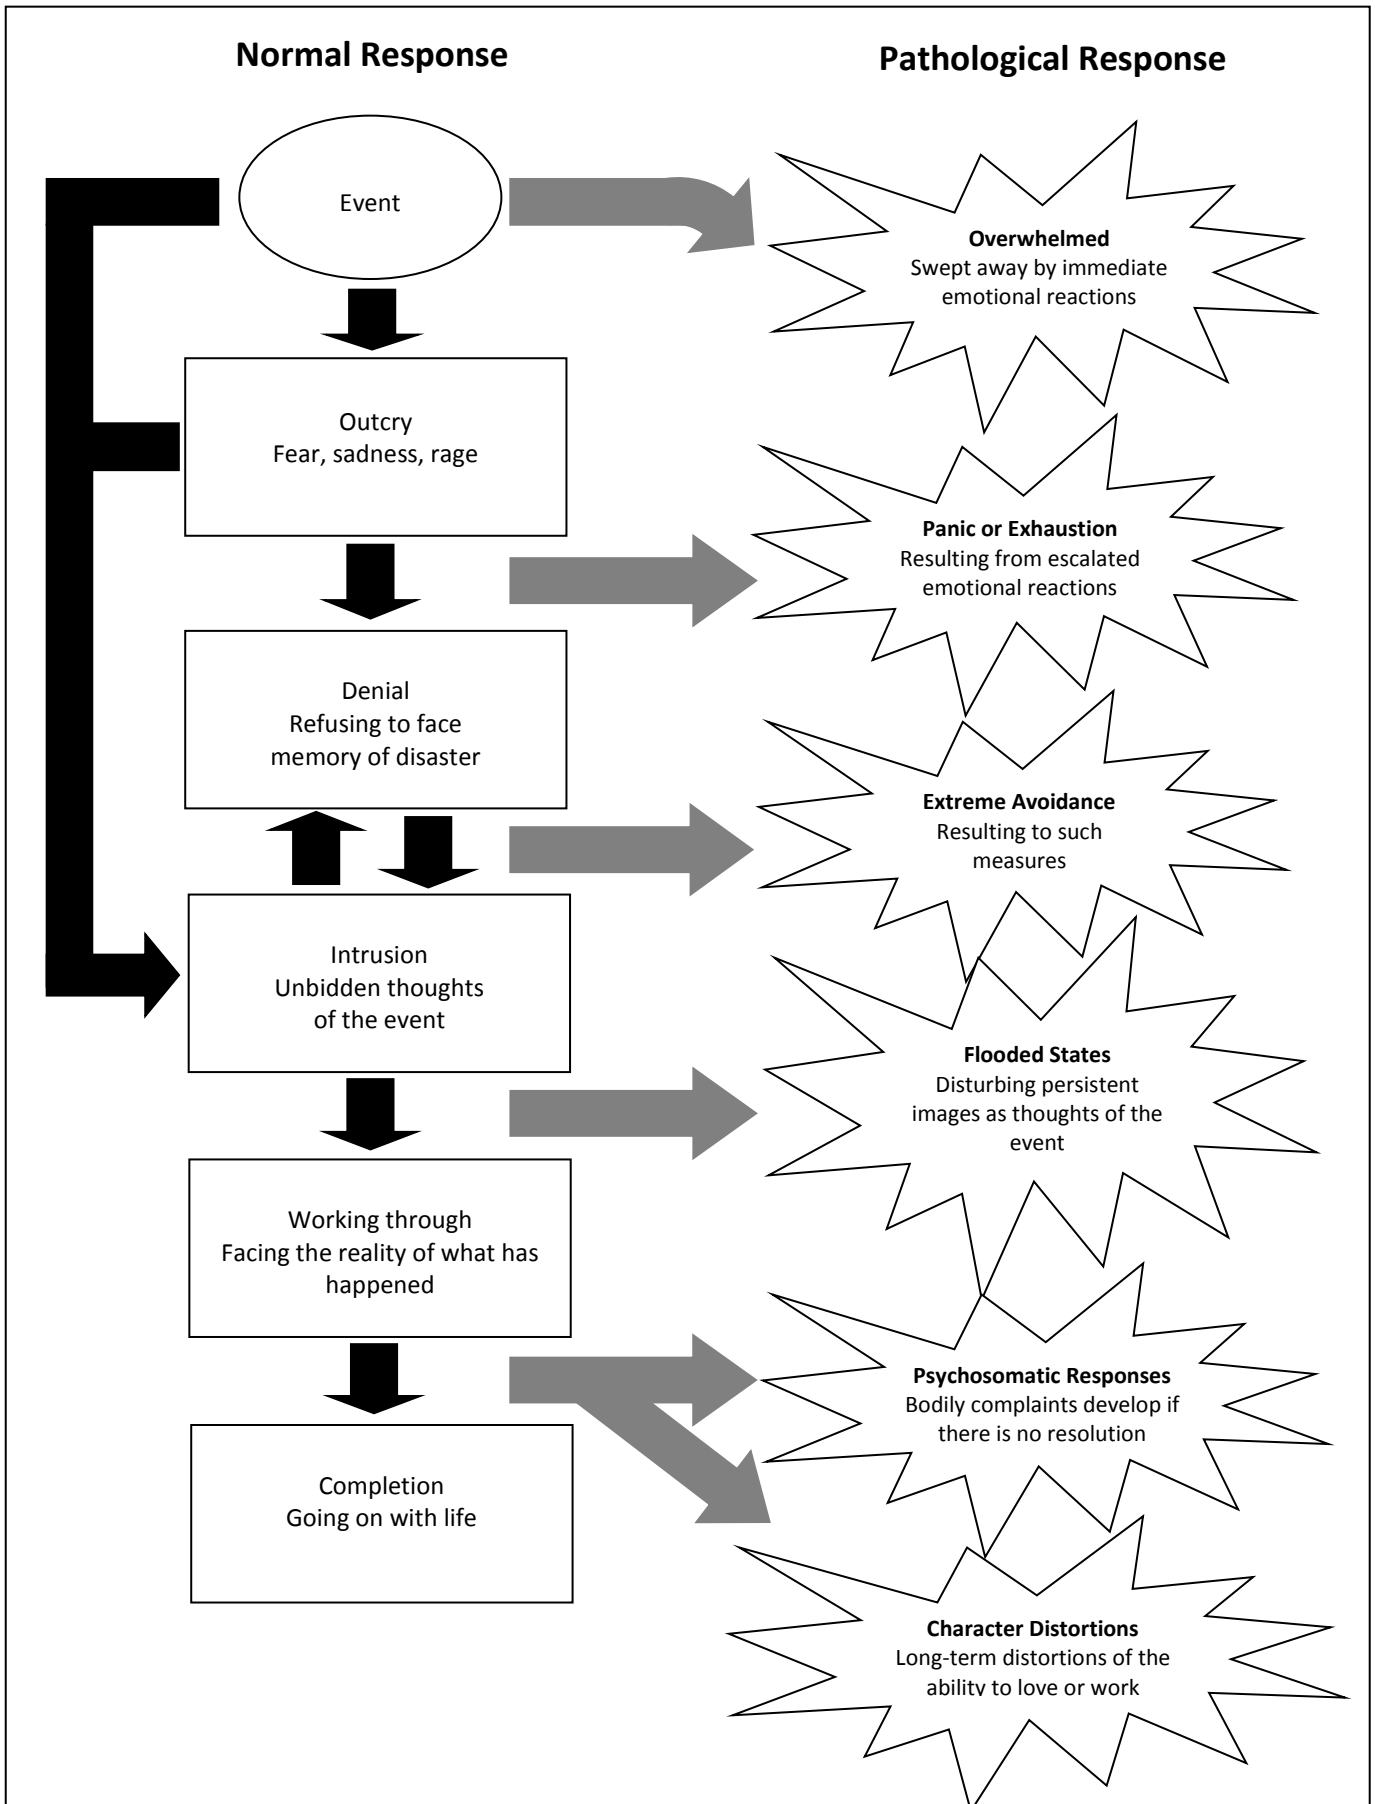 Normal Response
Pathological Response
Event
Overwhelmed
Swept away by immediate
emotional reactions
Outcry
Fear, sadness, rage
Panic or Exhaustion
Resulting from escalated
emotional reactions
Denial
Refusing to face
memory of disaster
Extreme Avoidance
Resulting to such
measures
Intrusion
Unbidden thoughts
of the event
Flooded States
Disturbing persistent
images as thoughts of the
event
Working through
Facing the reality of what has
happened
Psychosomatic Responses
Bodily complaints develop if
there is no resolution
Completion
Going on with life
Character Distortions
Long-term distortions of the
ability to love or work